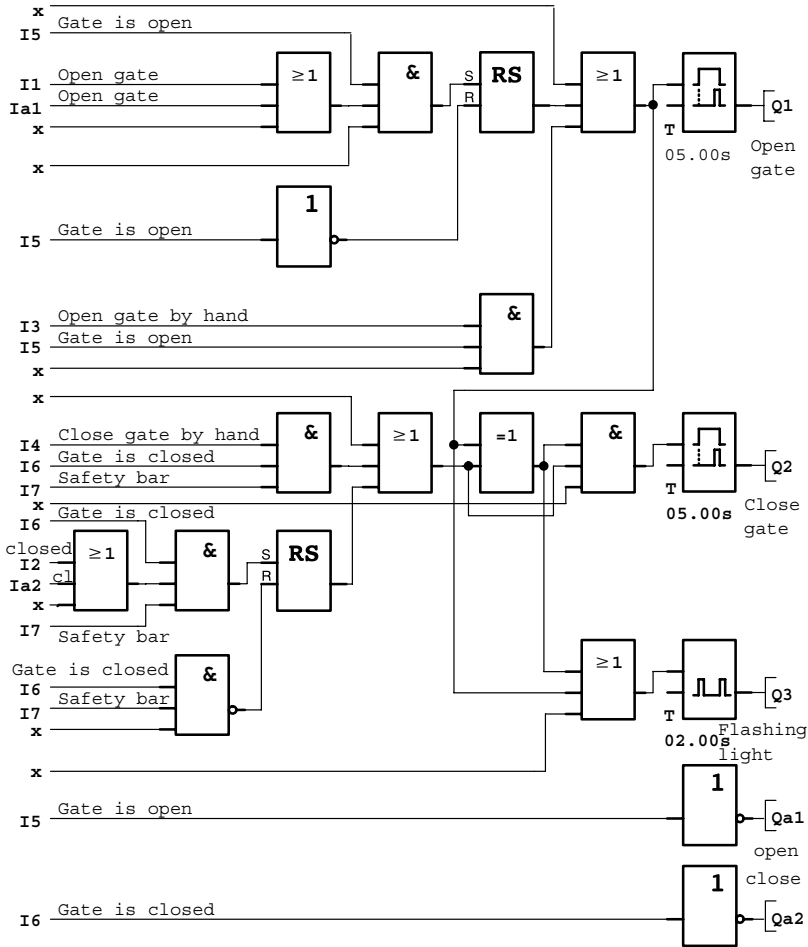 x
I5 Gate is open
I1 Open gate
Ia1 Open gate
x
x
≥1
&
S
R
RS
≥1
T
05.00s
Q1
Open
gate
I5 Gate is open
1
I3 Open gate by hand
I5 Gate is open
x
&
x
I4 Close gate by hand
I6 Gate is closed
I7 Safety bar
x
&
≥1
=1
&
T
05.00s
Q2
Close
gate
I6 Gate is closed
closed
I2
Ia2 cl
x
I7 Safety bar
≥1
&
S
R
RS
Gate is closed
I6
I7 Safety bar
x
&
x
≥1
T
02.00s
Q3
Flashing
light
I5 Gate is open
1
Qa1
open
close
I6 Gate is closed
1
Qa2